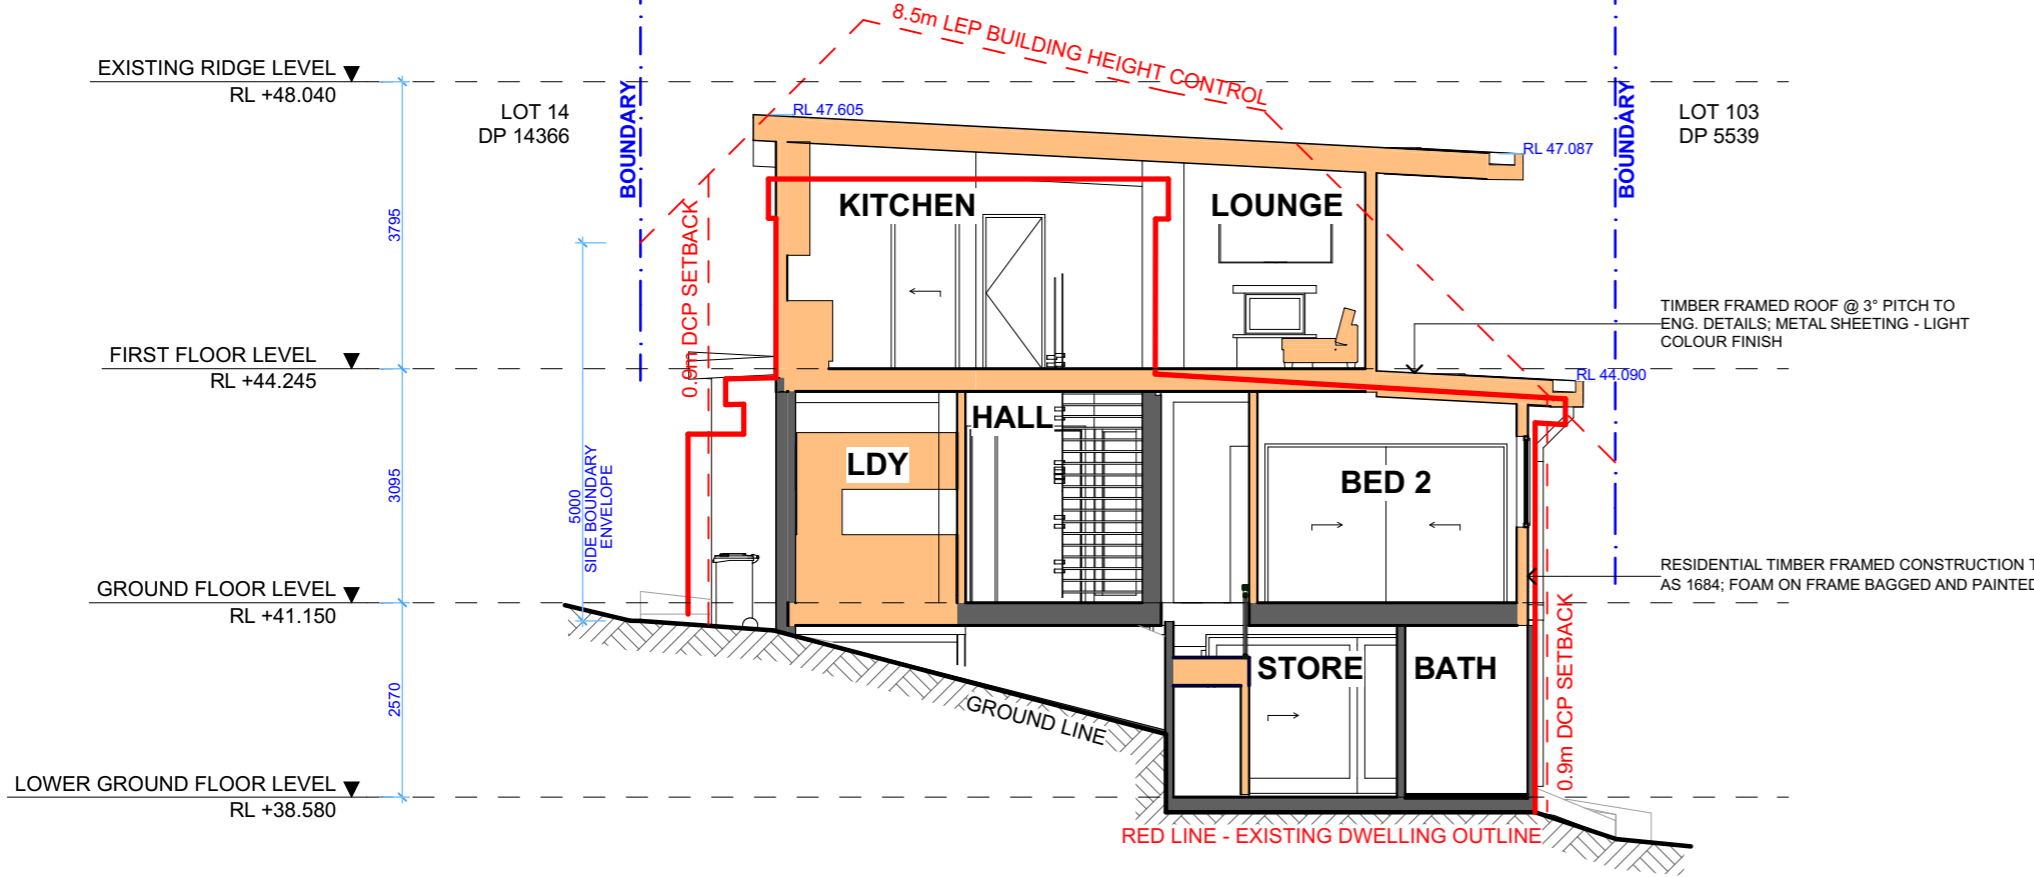 8.5m LEP BUILDING HEIGHT CONTROL
EXISTING RIDGE LEVEL
RL +48.040
LOT 14
DP 14366
BOUNDARY
RL 47.605
RL 47.087
BOUNDARY
LOT 103
DP 5539
3795
0.9m DCP SETBACK
KITCHEN
LOUNGE
TIMBER FRAMED ROOF @ 3° PITCH TO
ENG. DETAILS; METAL SHEETING - LIGHT
COLOUR FINISH
FIRST FLOOR LEVEL
RL +44.245
RL 44.090
3095
5000
SIDE BOUNDARY
ENVELOPE
HALL
LDY
BED 2
RESIDENTIAL TIMBER FRAMED CONSTRUCTION T
AS 1684; FOAM ON FRAME BAGGED AND PAINTED
GROUND FLOOR LEVEL
RL +41.150
2570
STORE
BATH
GROUND LINE
0.9m DCP SETBACK
LOWER GROUND FLOOR LEVEL
RL +38.580
RED LINE - EXISTING DWELLING OUTLINE